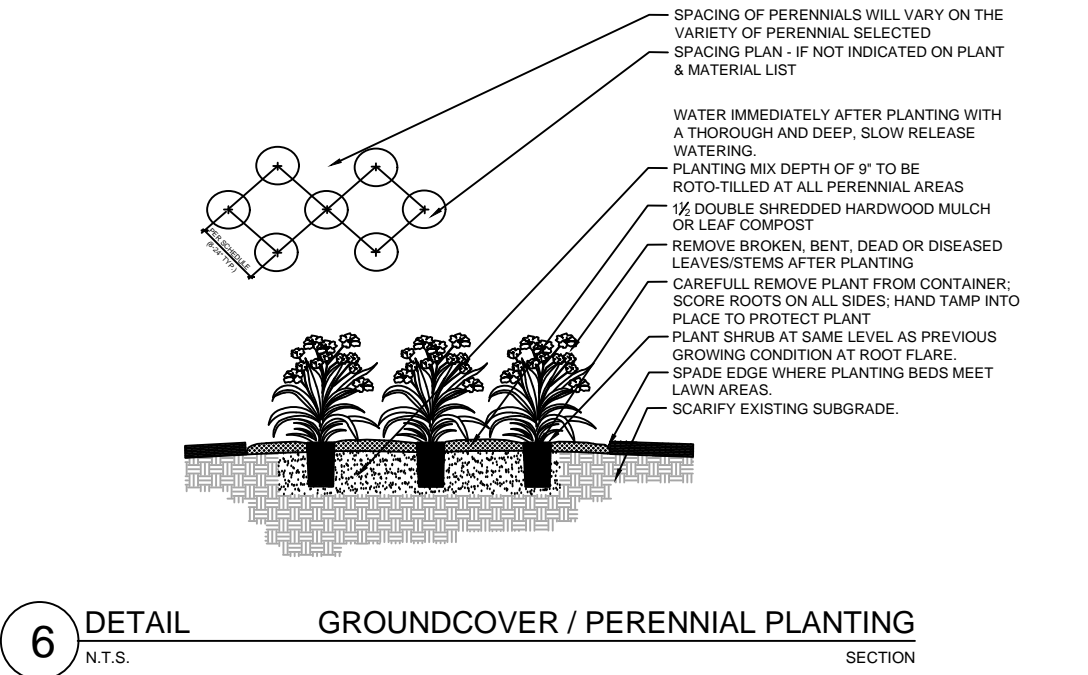 SPACING OF PERENNIALS WILL VARY ON THE
VARIETY OF PERENNIAL SELECTED
SPACING PLAN - IF NOT INDICATED ON PLANT
& MATERIAL LIST
WATER IMMEDIATELY AFTER PLANTING WITH
A THOROUGH AND DEEP, SLOW RELEASE
WATERING.
PLANTING MIX DEPTH OF 9" TO BE
ROTO-TILLED AT ALL PERENNIAL AREAS
1½ DOUBLE SHREDDED HARDWOOD MULCH
OR LEAF COMPOST
REMOVE BROKEN, BENT, DEAD OR DISEASED
LEAVES/STEMS AFTER PLANTING
CAREFULL REMOVE PLANT FROM CONTAINER;
SCORE ROOTS ON ALL SIDES; HAND TAMP INTO
PLACE TO PROTECT PLANT
PLANT SHRUB AT SAME LEVEL AS PREVIOUS
GROWING CONDITION AT ROOT FLARE.
SPADE EDGE WHERE PLANTING BEDS MEET
LAWN AREAS.
SCARIFY EXISTING SUBGRADE.
PER SCHEDULE
(8-24" TYP.)
6
DETAIL
GROUNDCOVER / PERENNIAL PLANTING
N.T.S.
SECTION